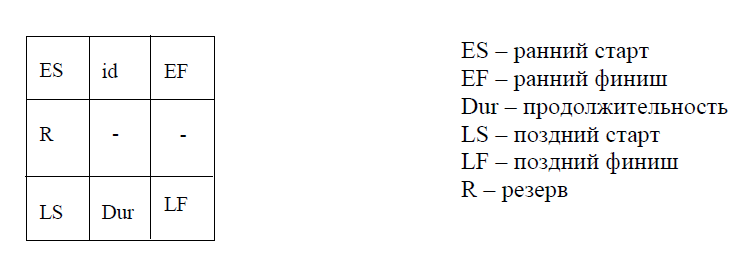 ES id EF
R - -
LS Dur LF
ES – ранний старт
EF – ранний финиш
Dur – продолжительность
LS – поздний старт
LF – поздний финиш
R – резерв